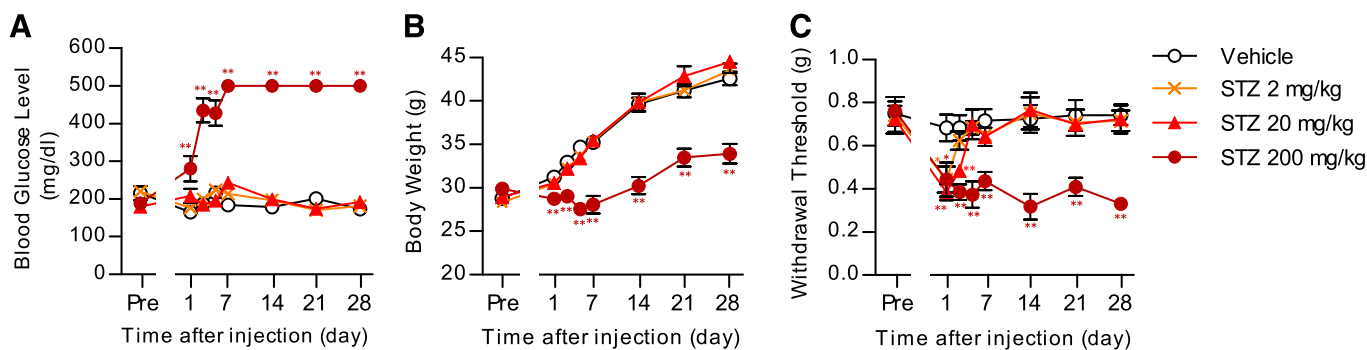 A
Blood Glucose Level
(mg/dl)
600
500
400
300
200
100
0
Pre
1
7
14
21
28
Time after injection (day)
** ** ** ** ** ** **
B
Body Weight (g)
45
40
35
30
25
20
Pre
1
7
14
21
28
Time after injection (day)
** ** ** ** ** ** **
C
Withdrawal Threshold (g)
1.0
0.8
0.6
0.4
0.2
0.0
Pre
1
7
14
21
28
Time after injection (day)
* *
**
** ** ** ** ** ** **
Vehicle
STZ 2 mg/kg
STZ 20 mg/kg
STZ 200 mg/kg